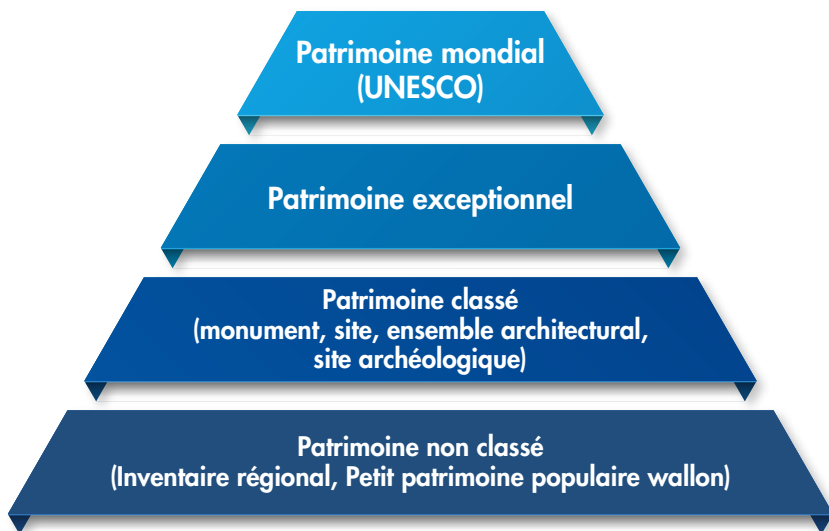 Patrimoine mondial
(UNESCO)
Patrimoine exceptionnel
Patrimoine classé
(monument, site, ensemble architectural,
site archéologique)
Patrimoine non classé
(Inventaire régional, Petit patrimoine populaire wallon)